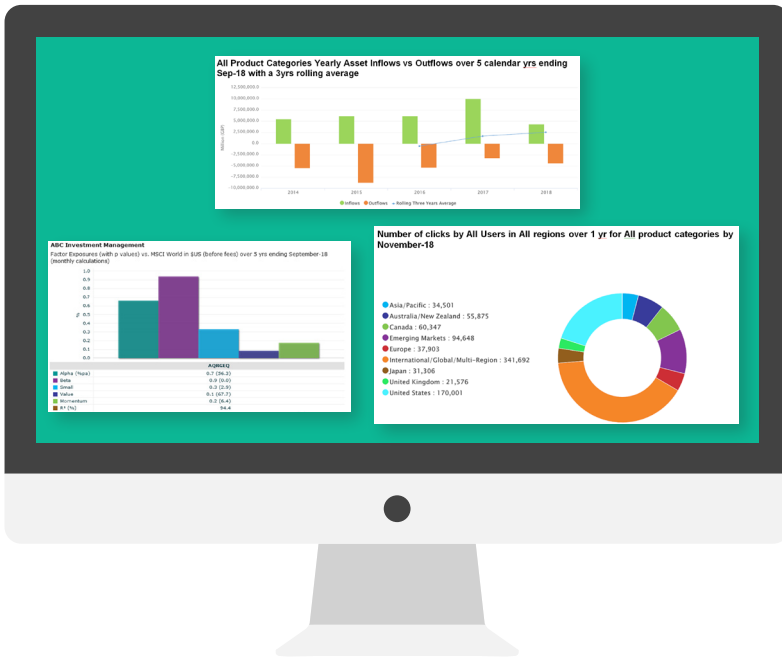 All Product Categories Yearly Asset Inflows vs Outflows over 5 calendar yrs ending
Sep-18 with a 3yrs rolling average
12,500,000.0
10,000,000.0
7,500,000.0
5,000,000.0
2,500,000.0
0.0
-2,500,000.0
-5,000,000.0
-7,500,000.0
-10,000,000.0
Million (GBP)
2014 2015 2016 2017 2018
Inflows Outflows Rolling Three Years Average
ABC Investment Management
Factor Exposures (with p values) vs. MSCI World in $US (before fees) over 5 yrs ending September-18
(monthly calculations)
1.0
0.9
0.8
0.7
0.6
0.5
0.4
0.3
0.2
0.1
0.0
%
Alpha (%pa) 0.7 (56.3)
Beta 0.9 (0.0)
Small 0.3 (2.9)
Value 0.1 (67.7)
Momentum 0.2 (6.4)
R² (%) 94.4
Number of clicks by All Users in All regions over 1 yr for All product categories by
November-18
Asia/Pacific : 34,501
Australia/New Zealand : 55,875
Canada : 60,347
Emerging Markets : 94,648
Europe : 37,903
International/Global/Multi-Region : 341,692
Japan : 31,306
United Kingdom : 21,576
United States : 170,001